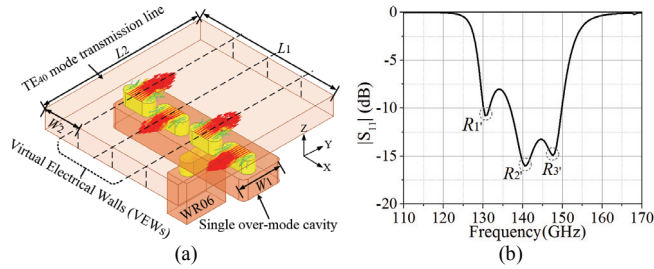 TE40 mode transmission line
L2
L1
W2
Virtual Electrical Walls (VEWs)
WR06
W1
Single over-mode cavity
Z
Y
X
(a)
|S11| (dB)
0
-5
-10
-15
-20
R1'
R2'
R3'
110 120 130 140 150 160 170
Frequency(GHz)
(b)